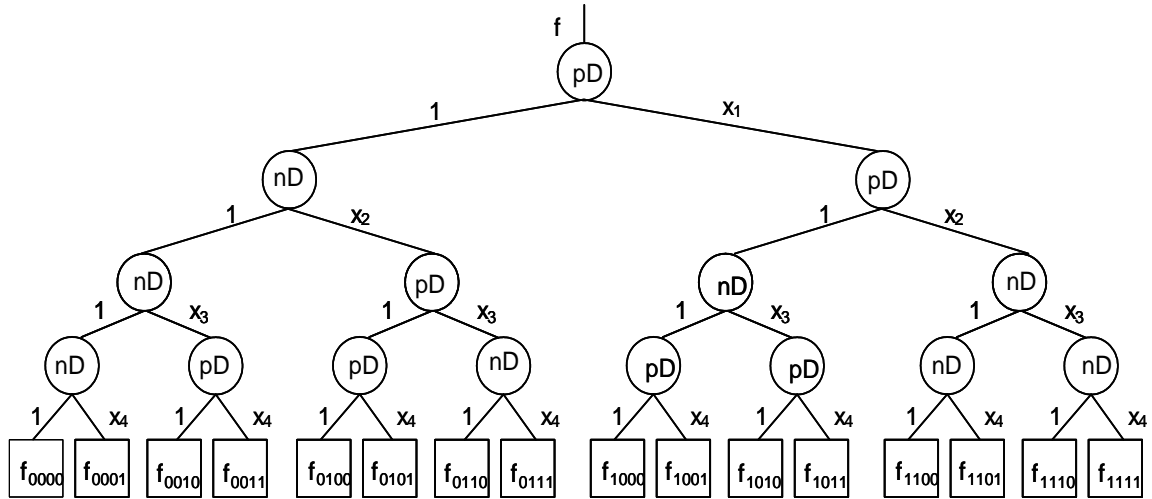 f
pD
1 x₁
nD pD
1 x₂ 1 x₂
nD pD nD nD
1 x₃ 1 x₃ 1 x₃ 1 x₃
nD pD pD nD pD pD nD nD
1 x₄ 1 x₄ 1 x₄ 1 x₄ 1 x₄ 1 x₄ 1 x₄ 1 x₄
f₀₀₀₀ f₀₀₀₁ f₀₀₁₀ f₀₀₁₁ f₀₁₀₀ f₀₁₀₁ f₀₁₁₀ f₀₁₁₁ f₁₀₀₀ f₁₀₀₁ f₁₀₁₀ f₁₀₁₁ f₁₁₀₀ f₁₁₀₁ f₁₁₁₀ f₁₁₁₁